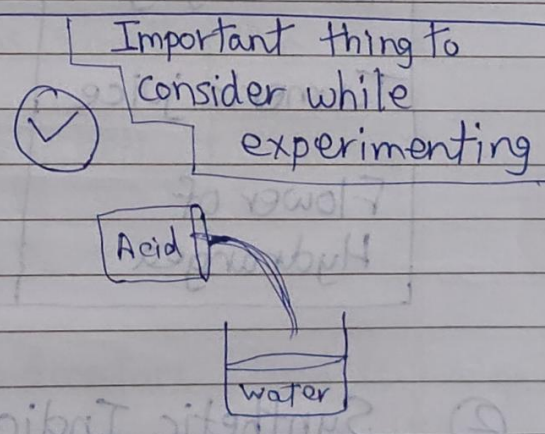 Important thing to
consider while
experimenting
Acid
water